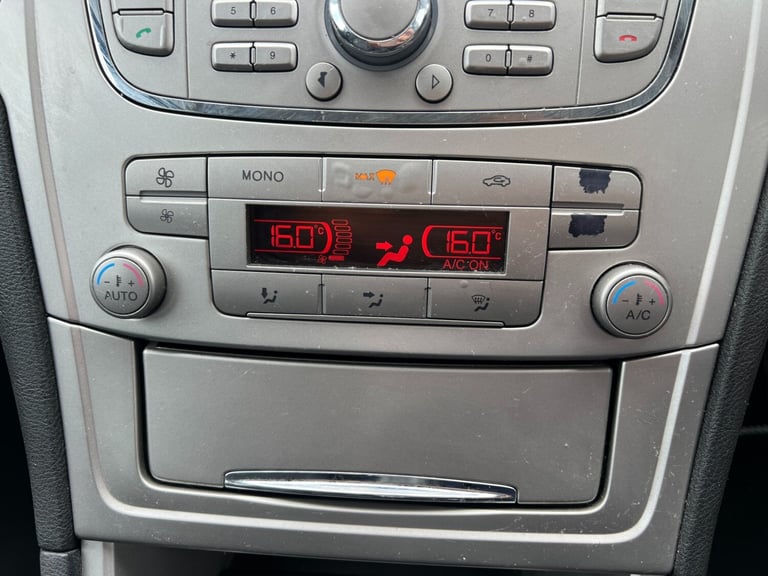 5 6 7 8
* 9 0 #
MONO MAX
16.0°C 16.0°C
A/C ON
- + - +
AUTO A/C